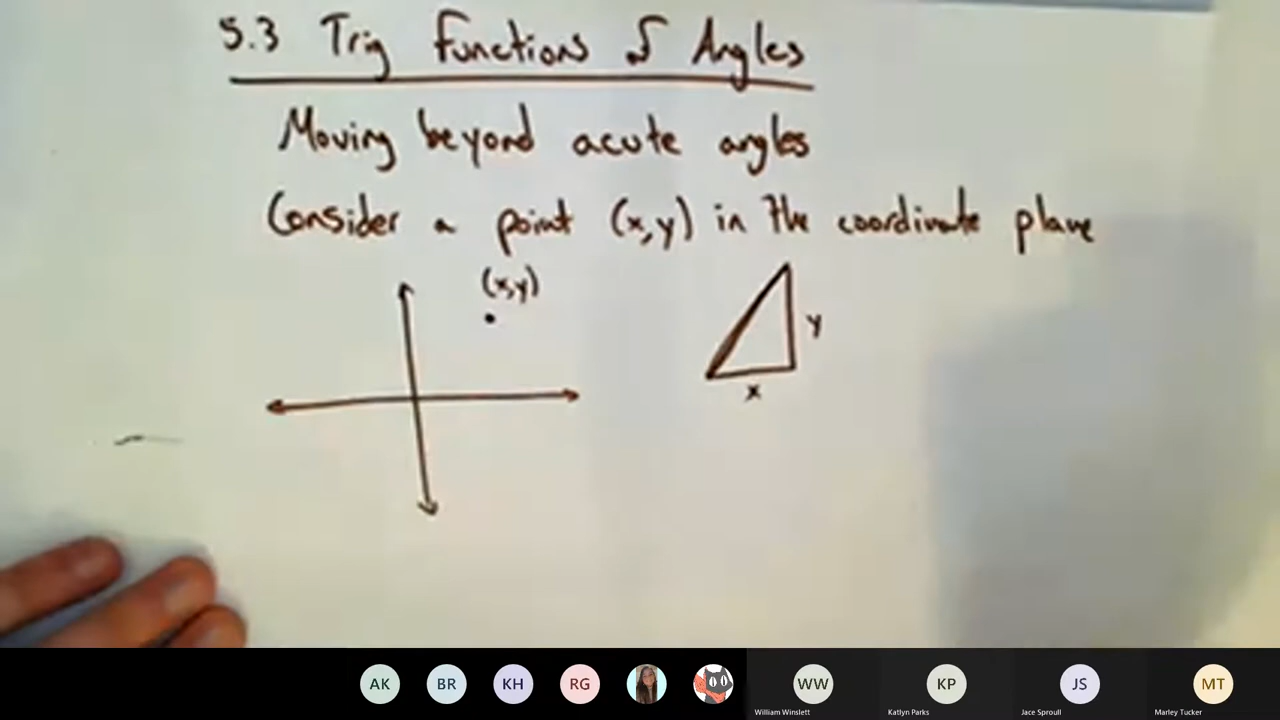 5.3 Trig Functions of Angles
Moving beyond acute angles
Consider a point (x,y) in the coordinate plane
(x,y)
y
x
AK BR KH RG WW KP JS MT
William Winslett Katlyn Parks Jace Sproull Marley Tucker